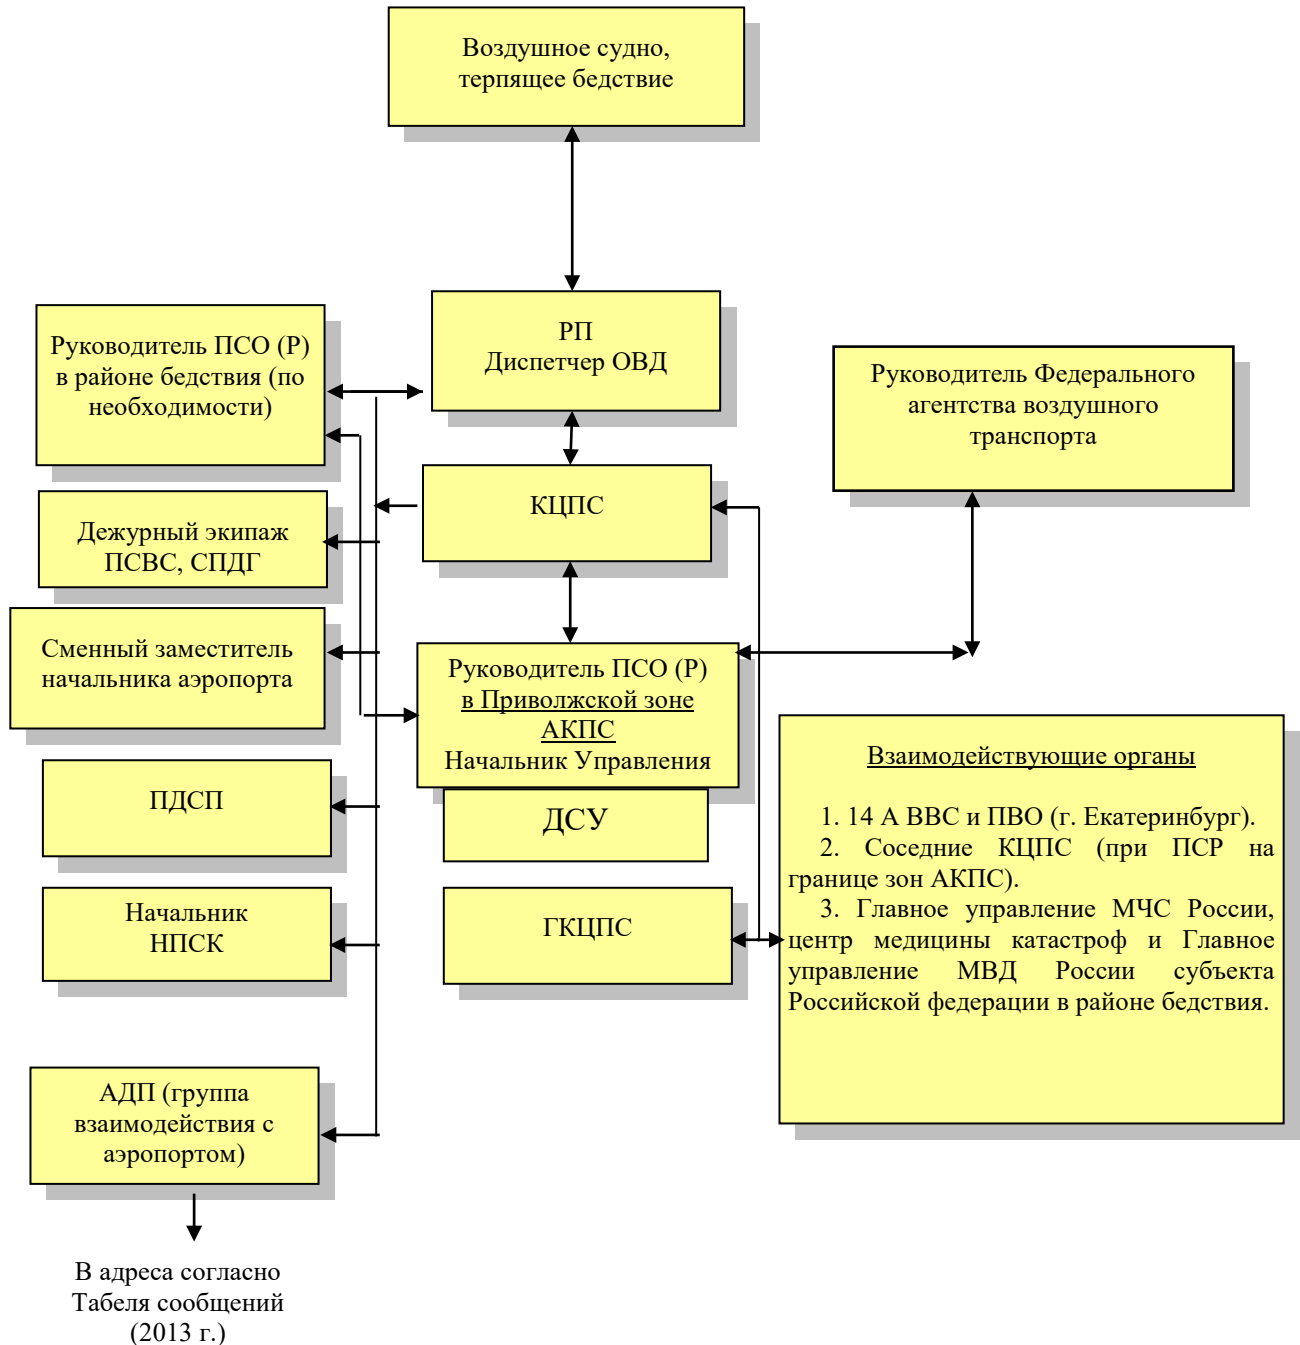 Воздушное судно,
терпящее бедствие
РП
Диспетчер ОВД
Руководитель ПСО (Р)
в районе бедствия (по
необходимости)
Руководитель Федерального
агентства воздушного
транспорта
КЦПС
Дежурный экипаж
ПСВС, СПДГ
Сменный заместитель
начальника аэропорта
Руководитель ПСО (Р)
в Приволжской зоне
АКПС
Начальник Управления
ДСУ
ПДСП
Начальник
НПСК
ГКЦПС
Взаимодействующие органы
1. 14 А ВВС и ПВО (г. Екатеринбург).
2. Соседние КЦПС (при ПСР на
границе зон АКПС).
3. Главное управление МЧС России,
центр медицины катастроф и Главное
управление МВД России субъекта
Российской федерации в районе бедствия.
АДП (группа
взаимодействия с
аэропортом)
В адреса согласно
Табеля сообщений
(2013 г.)